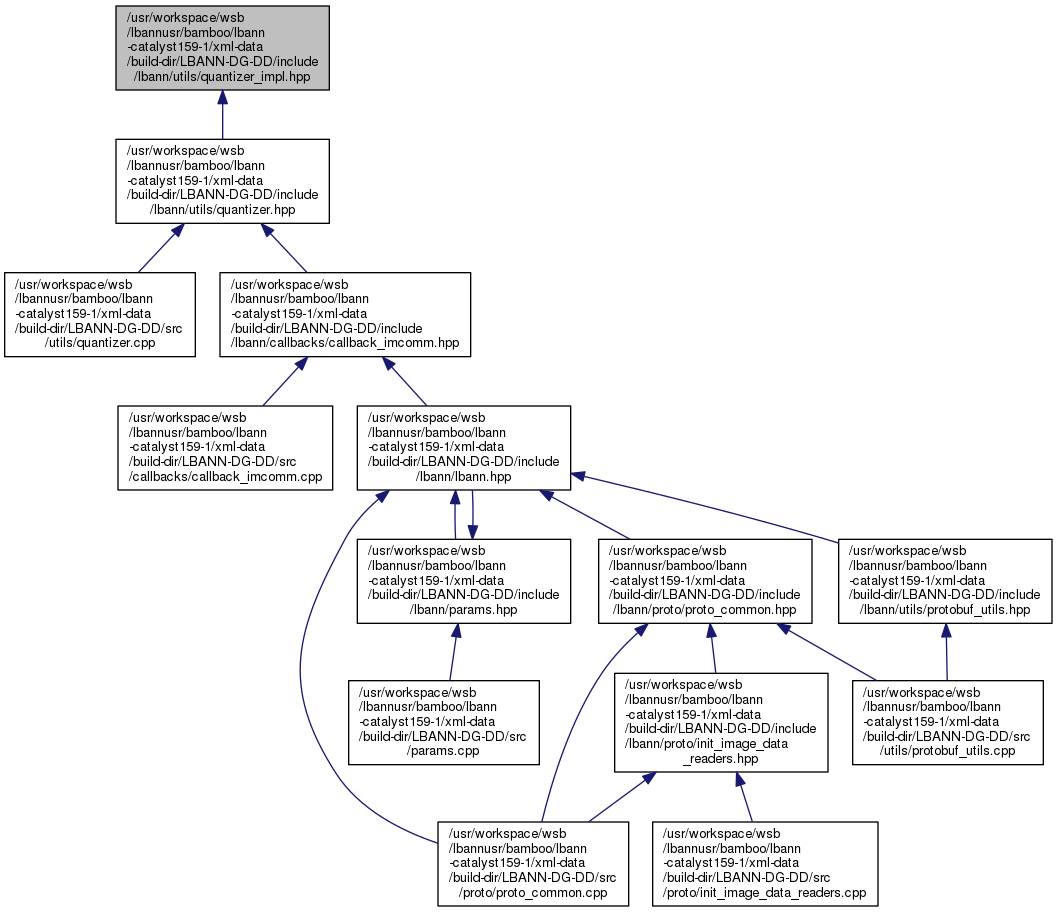 /usr/workspace/wsb
/lbannusr/bamboo/lbann
-catalyst159-1/xml-data
/build-dir/LBANN-DG-DD/include
/lbann/utils/quantizer_impl.hpp
/usr/workspace/wsb
/lbannusr/bamboo/lbann
-catalyst159-1/xml-data
/build-dir/LBANN-DG-DD/include
/lbann/utils/quantizer.hpp
/usr/workspace/wsb
/lbannusr/bamboo/lbann
-catalyst159-1/xml-data
/build-dir/LBANN-DG-DD/src
/utils/quantizer.cpp
/usr/workspace/wsb
/lbannusr/bamboo/lbann
-catalyst159-1/xml-data
/build-dir/LBANN-DG-DD/include
/lbann/callbacks/callback_imcomm.hpp
/usr/workspace/wsb
/lbannusr/bamboo/lbann
-catalyst159-1/xml-data
/build-dir/LBANN-DG-DD/src
/callbacks/callback_imcomm.cpp
/usr/workspace/wsb
/lbannusr/bamboo/lbann
-catalyst159-1/xml-data
/build-dir/LBANN-DG-DD/include
/lbann/lbann.hpp
/usr/workspace/wsb
/lbannusr/bamboo/lbann
-catalyst159-1/xml-data
/build-dir/LBANN-DG-DD/include
/lbann/params.hpp
/usr/workspace/wsb
/lbannusr/bamboo/lbann
-catalyst159-1/xml-data
/build-dir/LBANN-DG-DD/include
/lbann/proto/proto_common.hpp
/usr/workspace/wsb
/lbannusr/bamboo/lbann
-catalyst159-1/xml-data
/build-dir/LBANN-DG-DD/include
/lbann/utils/protobuf_utils.hpp
/usr/workspace/wsb
/lbannusr/bamboo/lbann
-catalyst159-1/xml-data
/build-dir/LBANN-DG-DD/src
/params.cpp
/usr/workspace/wsb
/lbannusr/bamboo/lbann
-catalyst159-1/xml-data
/build-dir/LBANN-DG-DD/include
/lbann/proto/init_image_data
_readers.hpp
/usr/workspace/wsb
/lbannusr/bamboo/lbann
-catalyst159-1/xml-data
/build-dir/LBANN-DG-DD/src
/utils/protobuf_utils.cpp
/usr/workspace/wsb
/lbannusr/bamboo/lbann
-catalyst159-1/xml-data
/build-dir/LBANN-DG-DD/src
/proto/proto_common.cpp
/usr/workspace/wsb
/lbannusr/bamboo/lbann
-catalyst159-1/xml-data
/build-dir/LBANN-DG-DD/src
/proto/init_image_data_readers.cpp